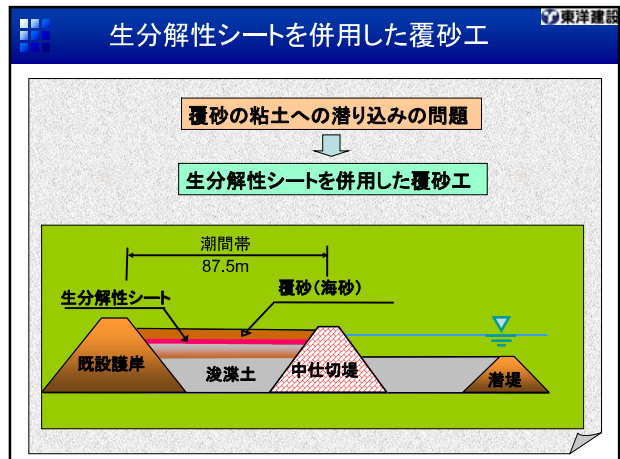 東洋建設
生分解性シートを併用した覆砂工
覆砂の粘土への潜り込みの問題
生分解性シートを併用した覆砂工
潮間帯
87.5m
生分解性シート
覆砂（海砂）
既設護岸
浚渫土
中仕切堤
潜堤